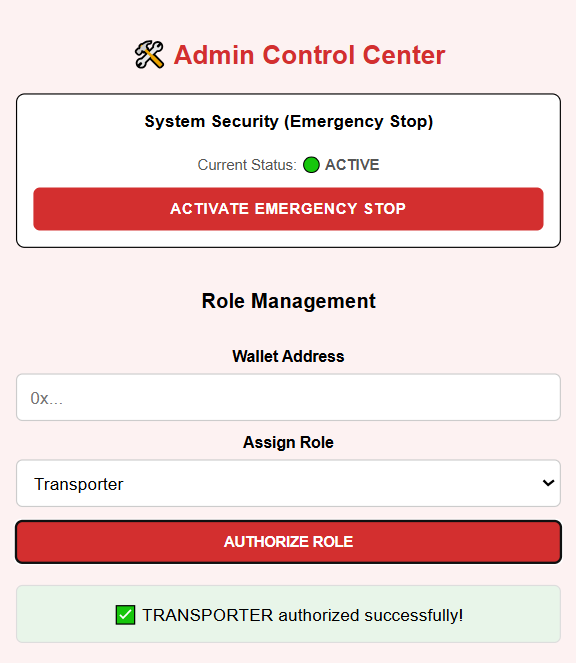 Admin Control Center
System Security (Emergency Stop)
Current Status: ACTIVE
ACTIVATE EMERGENCY STOP
Role Management
Wallet Address
0x...
Assign Role
Transporter
AUTHORIZE ROLE
TRANSPORTER authorized successfully!